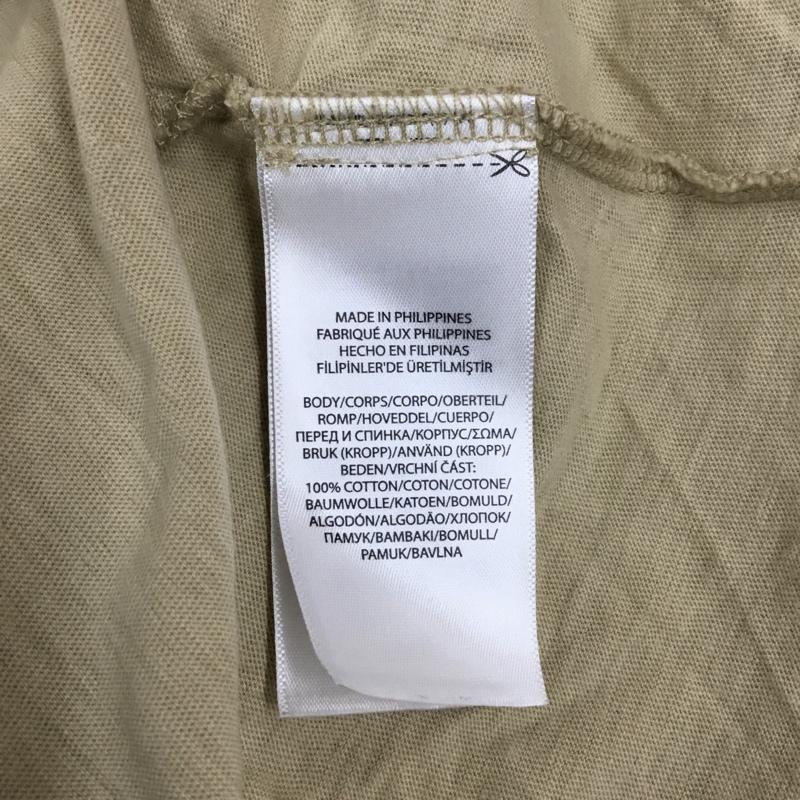 MADE IN PHILIPPINES
FABRIQUÉ AUX PHILIPPINES
HECHO EN FILIPINAS
FİLİPİNLER'DE ÜRETİLMİŞTİR
BODY/CORPS/CORPO/OBERTEIL/
ROMP/HOVEDDEL/CUERPO/
ПЕРЕД И СПИНКА/КОРПУС/ΣΩΜΑ/
BRUK (KROPP)/ANVÄND (KROPP)/
BEDEN/VRCHNÍ ČÁST:
100% COTTON/COTON/COTONE/
BAUMWOLLE/KATOEN/BOMULD/
ALGODÓN/ALGODÃO/ХЛОПОК/
ПАМУК/BAMBAKI/BOMULL/
PAMUK/BAVLNA